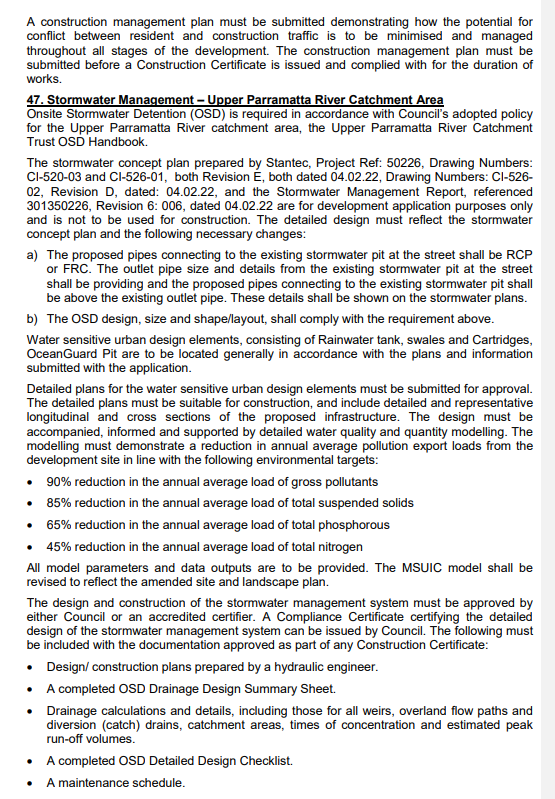 A construction management plan must be submitted demonstrating how the potential for
conflict between resident and construction traffic is to be minimised and managed
throughout all stages of the development. The construction management plan must be
submitted before a Construction Certificate is issued and complied with for the duration of
works.
47. Stormwater Management – Upper Parramatta River Catchment Area
Onsite Stormwater Detention (OSD) is required in accordance with Council's adopted policy
for the Upper Parramatta River catchment area, the Upper Parramatta River Catchment
Trust OSD Handbook.
The stormwater concept plan prepared by Stantec, Project Ref: 50226, Drawing Numbers:
CI-520-03 and CI-526-01, both Revision E, both dated 04.02.22, Drawing Numbers: CI-526-
02, Revision D, dated: 04.02.22, and the Stormwater Management Report, referenced
301350226, Revision 6: 006, dated 04.02.22 are for development application purposes only
and is not to be used for construction. The detailed design must reflect the stormwater
concept plan and the following necessary changes:
a) The proposed pipes connecting to the existing stormwater pit at the street shall be RCP
or FRC. The outlet pipe size and details from the existing stormwater pit at the street
shall be providing and the proposed pipes connecting to the existing stormwater pit shall
be above the existing outlet pipe. These details shall be shown on the stormwater plans.
b) The OSD design, size and shape/layout, shall comply with the requirement above.
Water sensitive urban design elements, consisting of Rainwater tank, swales and Cartridges,
OceanGuard Pit are to be located generally in accordance with the plans and information
submitted with the application.
Detailed plans for the water sensitive urban design elements must be submitted for approval.
The detailed plans must be suitable for construction, and include detailed and representative
longitudinal and cross sections of the proposed infrastructure. The design must be
accompanied, informed and supported by detailed water quality and quantity modelling. The
modelling must demonstrate a reduction in annual average pollution export loads from the
development site in line with the following environmental targets:
• 90% reduction in the annual average load of gross pollutants
• 85% reduction in the annual average load of total suspended solids
• 65% reduction in the annual average load of total phosphorous
• 45% reduction in the annual average load of total nitrogen
All model parameters and data outputs are to be provided. The MSUIC model shall be
revised to reflect the amended site and landscape plan.
The design and construction of the stormwater management system must be approved by
either Council or an accredited certifier. A Compliance Certificate certifying the detailed
design of the stormwater management system can be issued by Council. The following must
be included with the documentation approved as part of any Construction Certificate:
• Design/ construction plans prepared by a hydraulic engineer.
• A completed OSD Drainage Design Summary Sheet.
• Drainage calculations and details, including those for all weirs, overland flow paths and
diversion (catch) drains, catchment areas, times of concentration and estimated peak
run-off volumes.
• A completed OSD Detailed Design Checklist.
• A maintenance schedule.